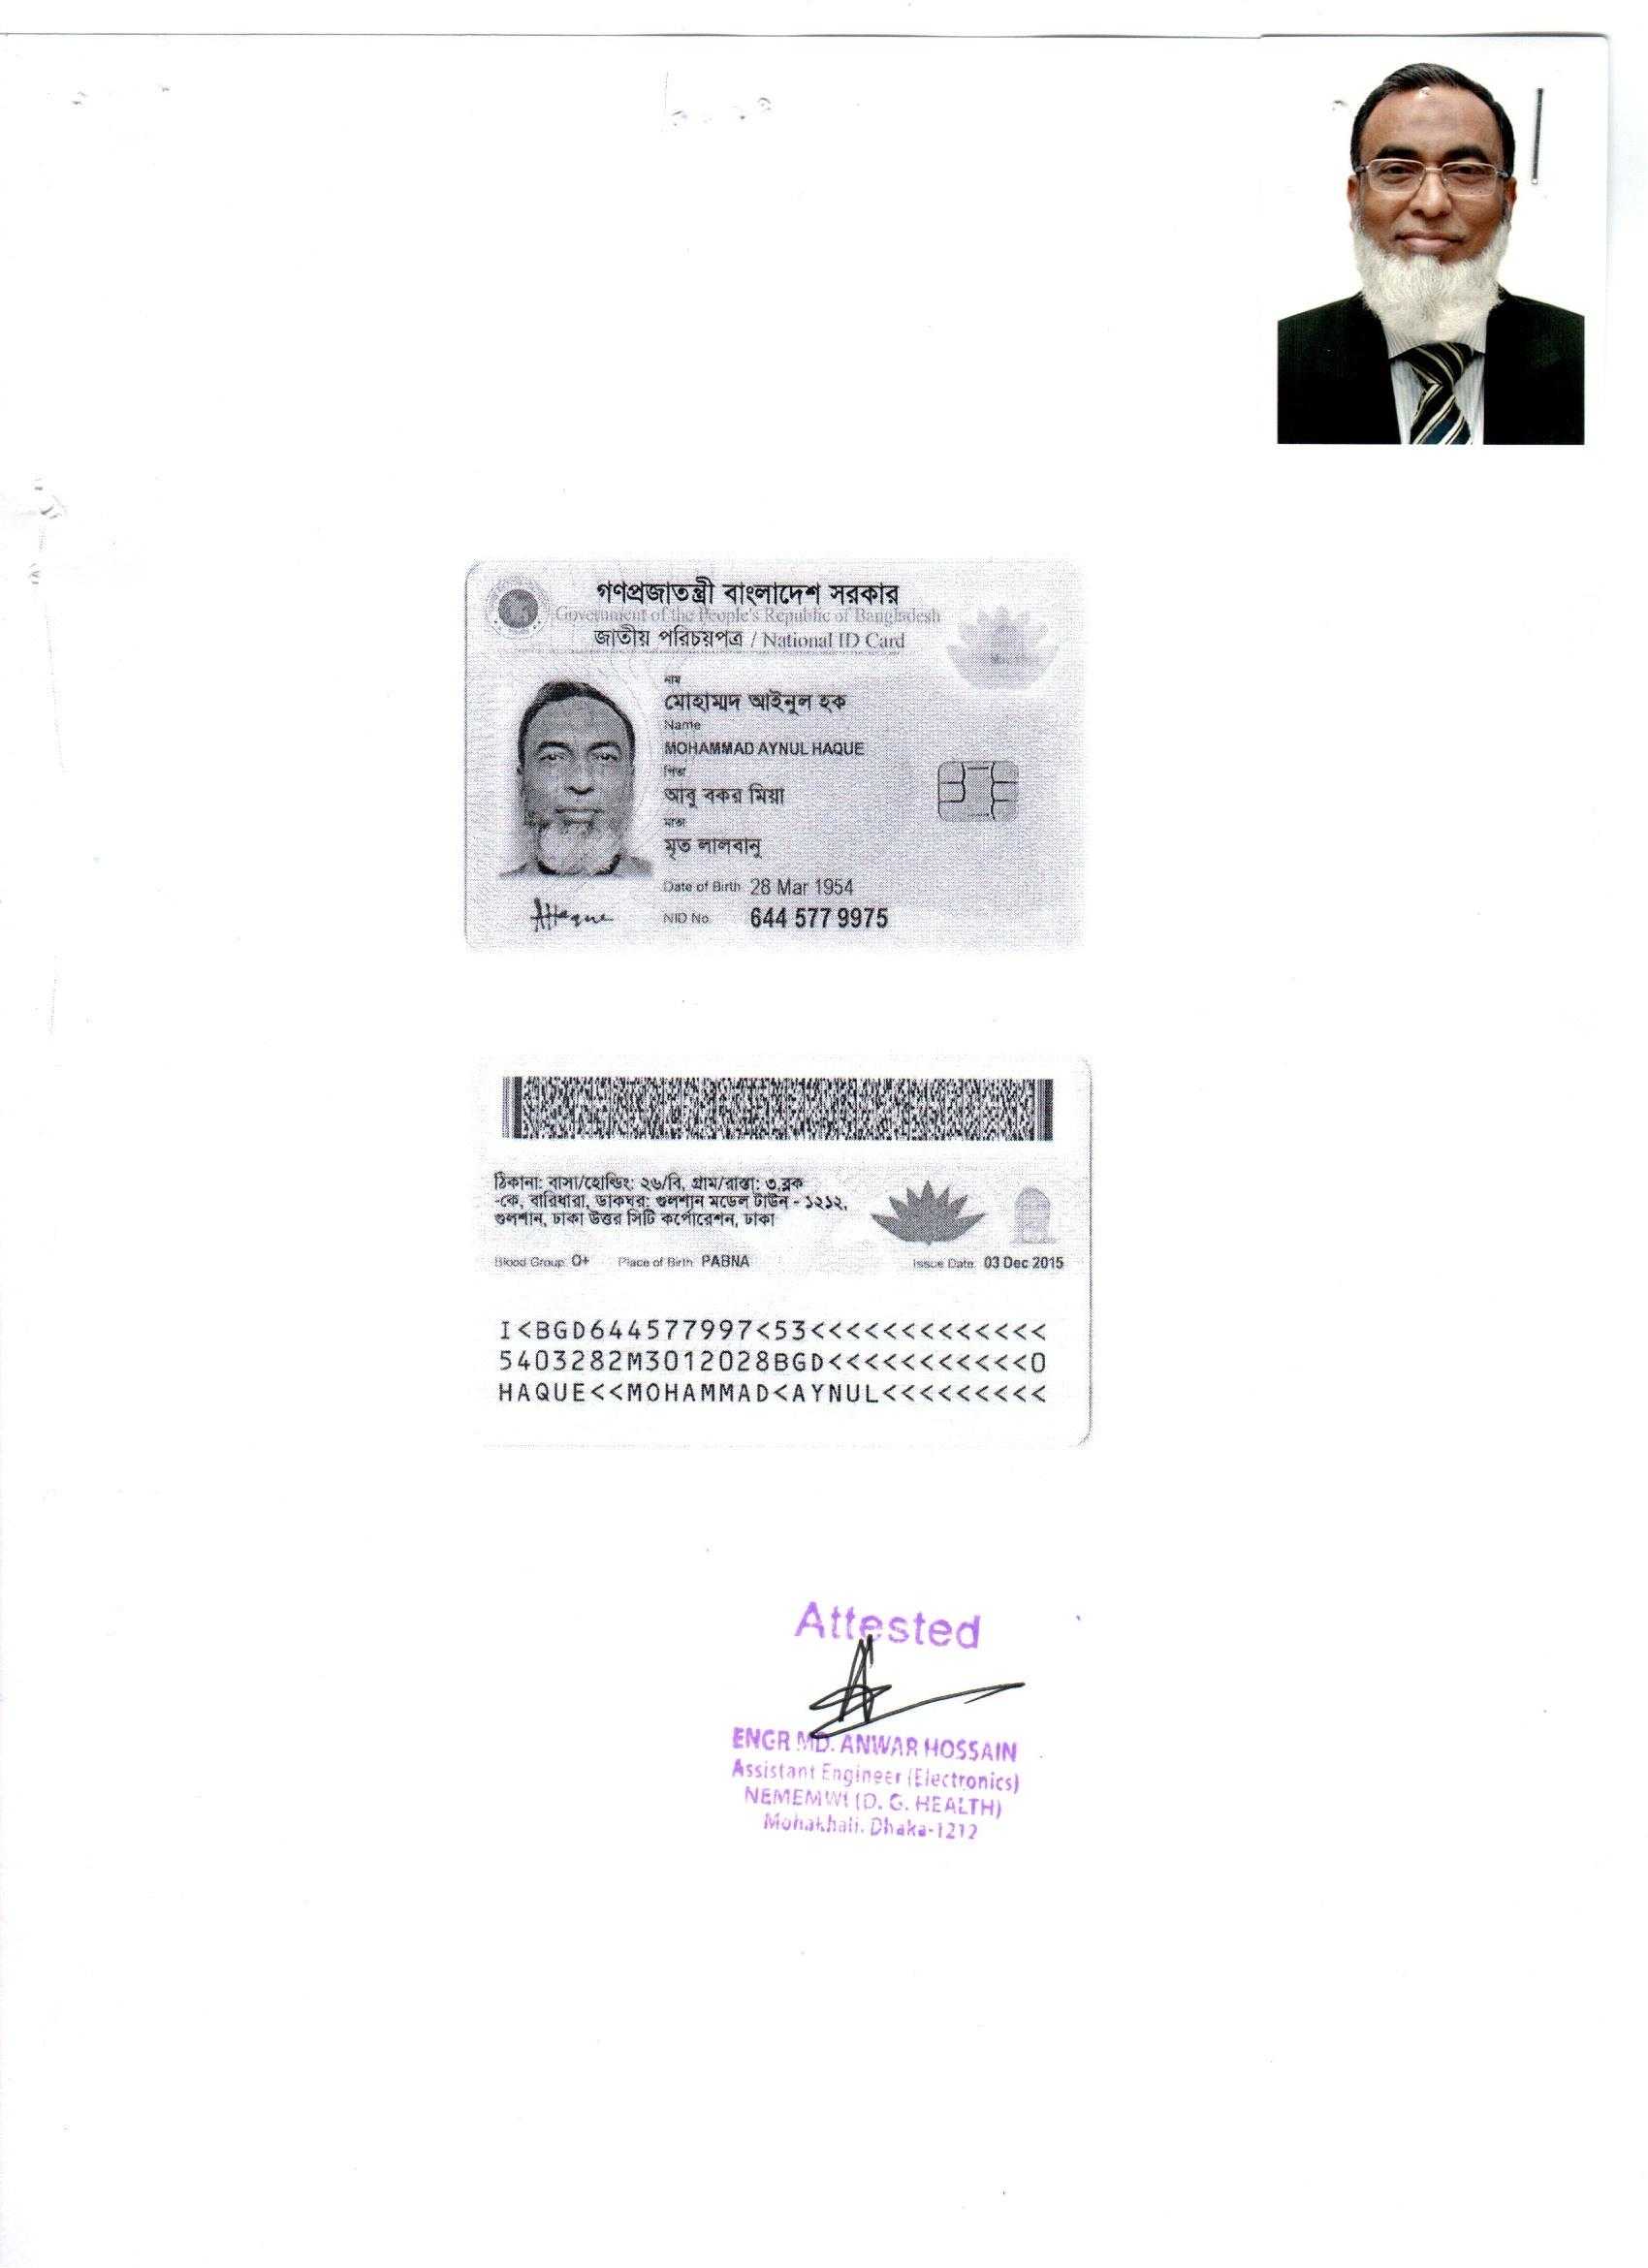 গণপ্রজাতন্ত্রী বাংলাদেশ সরকার
Government of the People's Republic of Bangladesh
জাতীয় পরিচয়পত্র / National ID Card
নাম
মোহাম্মদ আইনুল হক
Name
MOHAMMAD AYNUL HAQUE
পিতা
আবু বকর মিয়া
মাতা
মৃত লালবানু
Date of Birth 28 Mar 1954
NID No. 644 577 9975
AHaque
ঠিকানা: বাসা/হোল্ডিং: ২৬/বি, গ্রাম/রাস্তা: ৩,ব্লক
-কে, বারিধারা, ডাকঘর: গুলশান মডেল টাউন - ১২১২,
গুলশান, ঢাকা উত্তর সিটি কর্পোরেশন, ঢাকা
Blood Group: O+ Place of Birth: PABNA Issue Date: 03 Dec 2015
I<BGD644577997<53<<<<<<<<<<<<<
5403282M3012028BGD<<<<<<<<<<<0
HAQUE<<MOHAMMAD<AYNUL<<<<<<<<<
Attested
ENGR MD. ANWAR HOSSAIN
Assistant Engineer (Electronics)
NEMEMW (D. G. HEALTH)
Mohakhali, Dhaka-1212